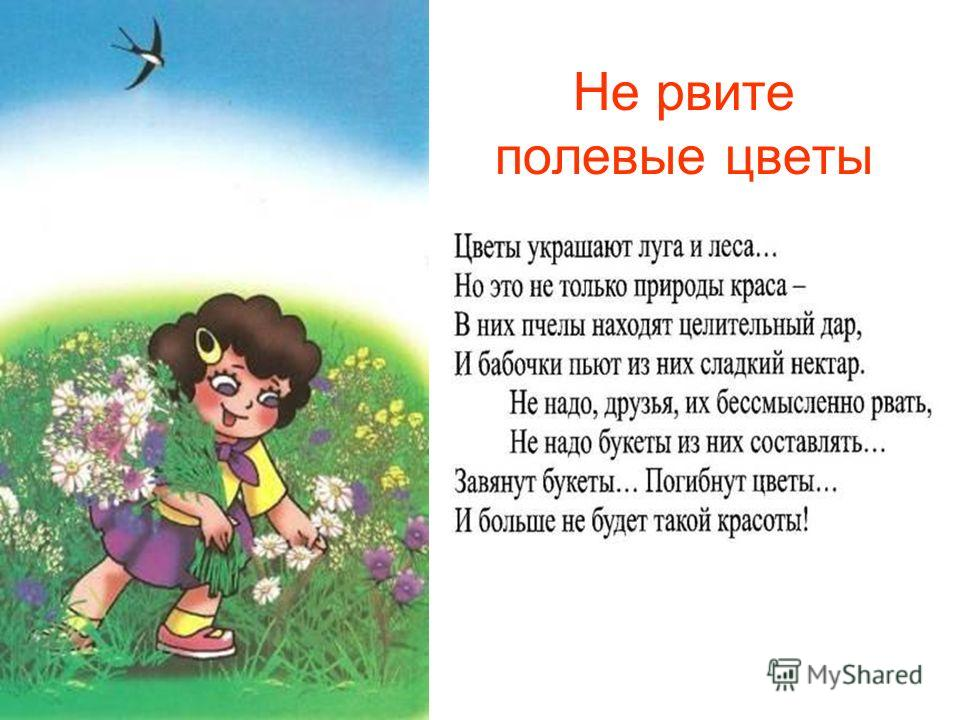 Не рвите
полевые цветы
Цветы украшают луга и леса…
Но это не только природы краса –
В них пчелы находят целительный дар,
И бабочки пьют из них сладкий нектар.
Не надо, друзья, их бессмысленно рвать,
Не надо букеты из них составлять…
Завянут букеты… Погибнут цветы…
И больше не будет такой красоты!
MyShared